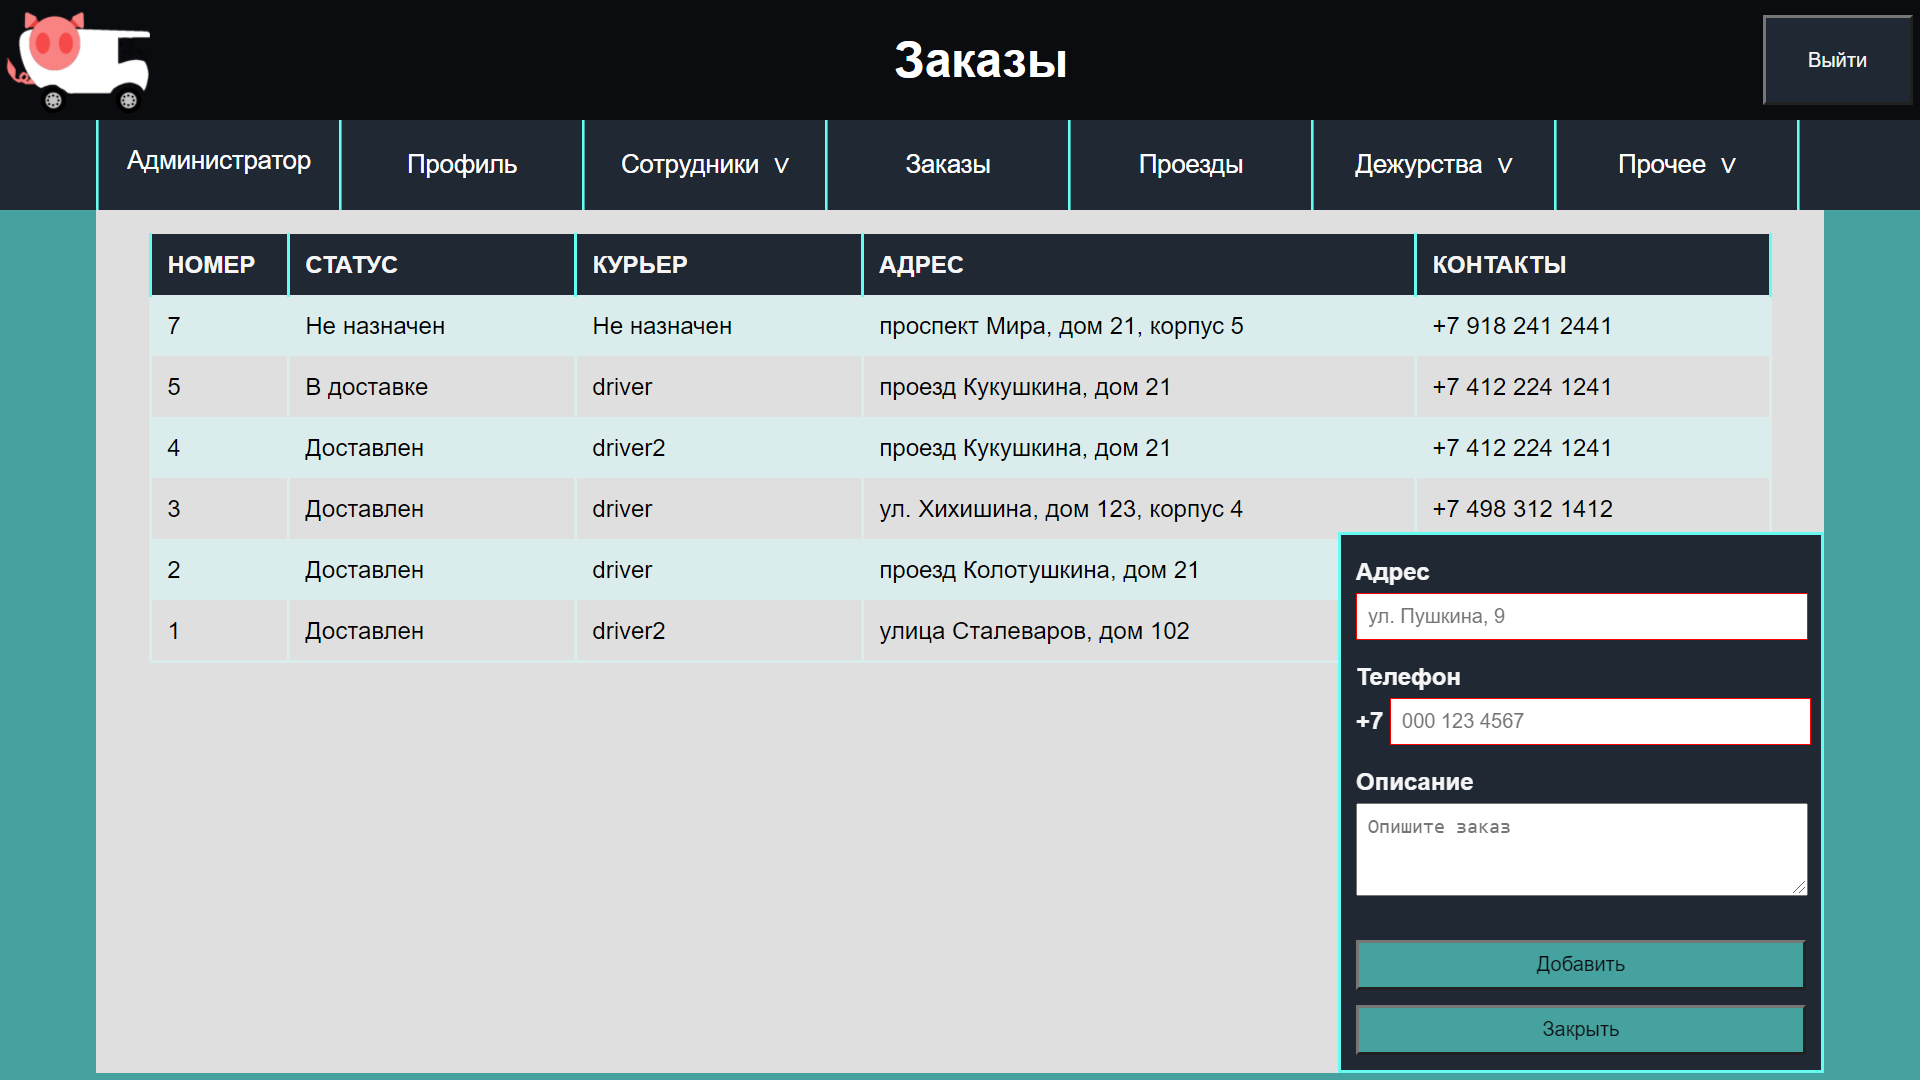 Заказы
Выйти
Администратор Профиль Сотрудники V Заказы Проезды Дежурства V Прочее V
НОМЕР СТАТУС КУРЬЕР АДРЕС КОНТАКТЫ
7 Не назначен Не назначен проспект Мира, дом 21, корпус 5 +7 918 241 2441
5 В доставке driver проезд Кукушкина, дом 21 +7 412 224 1241
4 Доставлен driver2 проезд Кукушкина, дом 21 +7 412 224 1241
3 Доставлен driver ул. Хихишина, дом 123, корпус 4 +7 498 312 1412
2 Доставлен driver проезд Колотушкина, дом 21
1 Доставлен driver2 улица Сталеваров, дом 102
Адрес
ул. Пушкина, 9
Телефон
+7 000 123 4567
Описание
Опишите заказ
Добавить
Закрыть